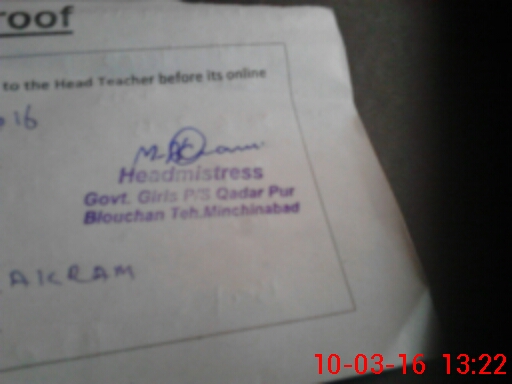 roof
to the Head Teacher before its online
16
Headmistress
Govt. Girls P/S Qadar Pur
Blouchan Teh.Minchinabad
AKRAM
10-03-16 13:22